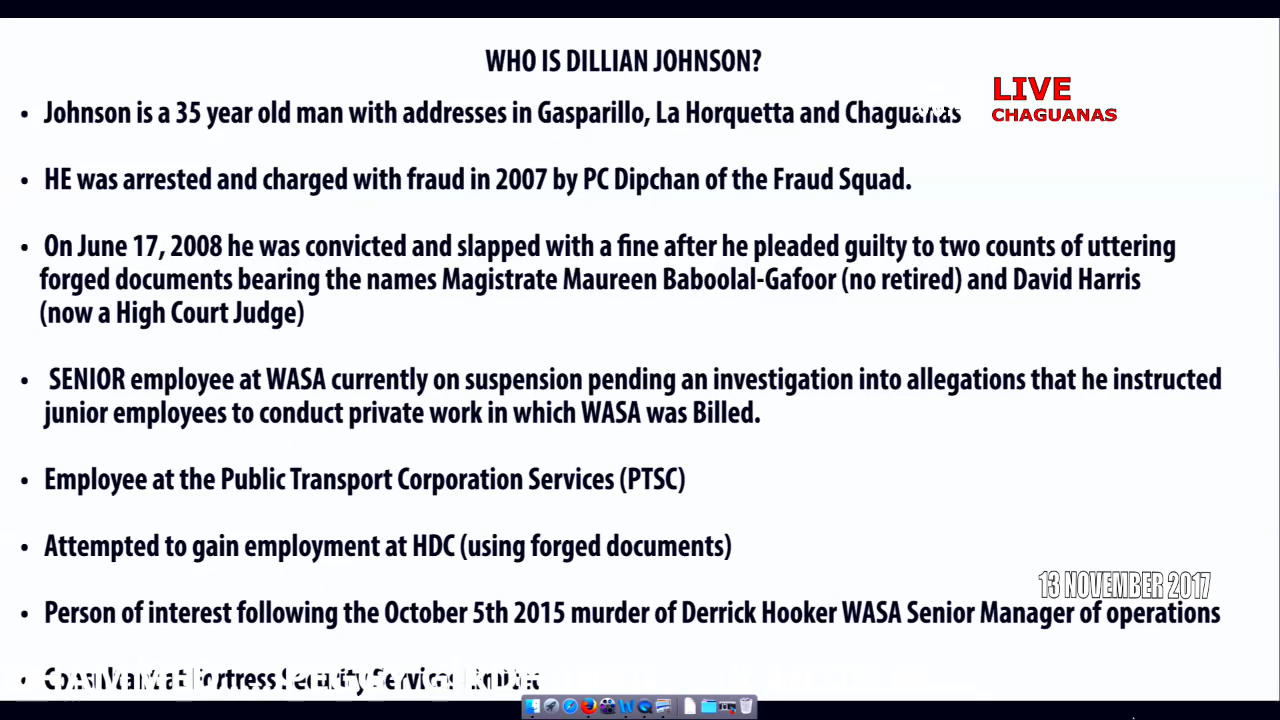 WHO IS DILLIAN JOHNSON?
• Johnson is a 35 year old man with addresses in Gasparillo, La Horquetta and Chaguanas
LIVE
CHAGUANAS
• HE was arrested and charged with fraud in 2007 by PC Dipchan of the Fraud Squad.
• On June 17, 2008 he was convicted and slapped with a fine after he pleaded guilty to two counts of uttering
forged documents bearing the names Magistrate Maureen Baboolal-Gafoor (no retired) and David Harris
(now a High Court Judge)
• SENIOR employee at WASA currently on suspension pending an investigation into allegations that he instructed
junior employees to conduct private work in which WASA was Billed.
• Employee at the Public Transport Corporation Services (PTSC)
• Attempted to gain employment at HDC (using forged documents)
13 NOVEMBER 2017
• Person of interest following the October 5th 2015 murder of Derrick Hooker WASA Senior Manager of operations
• at Fortress Security Services